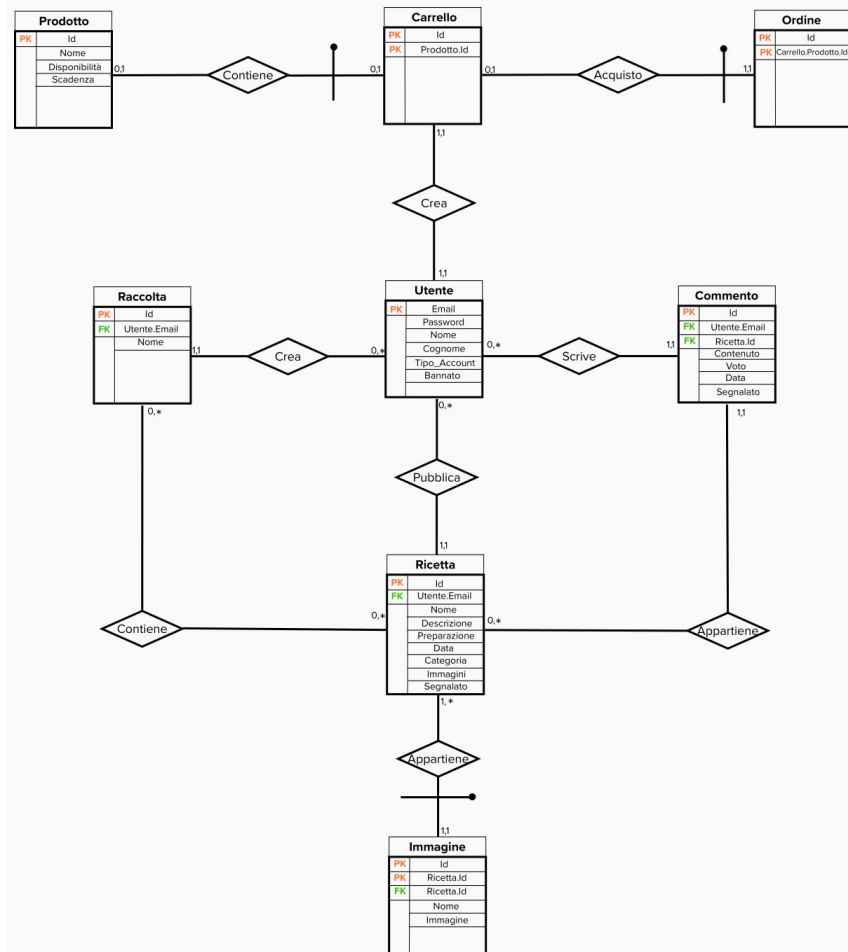 Prodotto
PK Id
Nome
Disponibilità
Scadenza
0,1
Contiene
0,1
Carrello
PK Id
PK Prodotto.Id
0,1
Acquisto
1,1
Ordine
PK Id
PK Carrello.Prodotto.Id
1,1
Crea
1,1
Raccolta
PK Id
FK Utente.Email
Nome
1,1
Crea
0,*
Utente
PK Email
Password
Nome
Cognome
Tipo_Account
Bannato
0,*
Scrive
1,1
Commento
PK Id
FK Utente.Email
FK Ricetta.Id
Contenuto
Voto
Data
Segnalato
0,*
0,*
1,1
Pubblica
1,1
Contiene
0,*
Ricetta
PK Id
FK Utente.Email
Nome
Descrizione
Preparazione
Data
Categoria
Immagini
Segnalato
0,*
Appartiene
1,*
Appartiene
1,1
Immagine
PK Id
PK Ricetta.Id
FK Ricetta.Id
Nome
Immagine